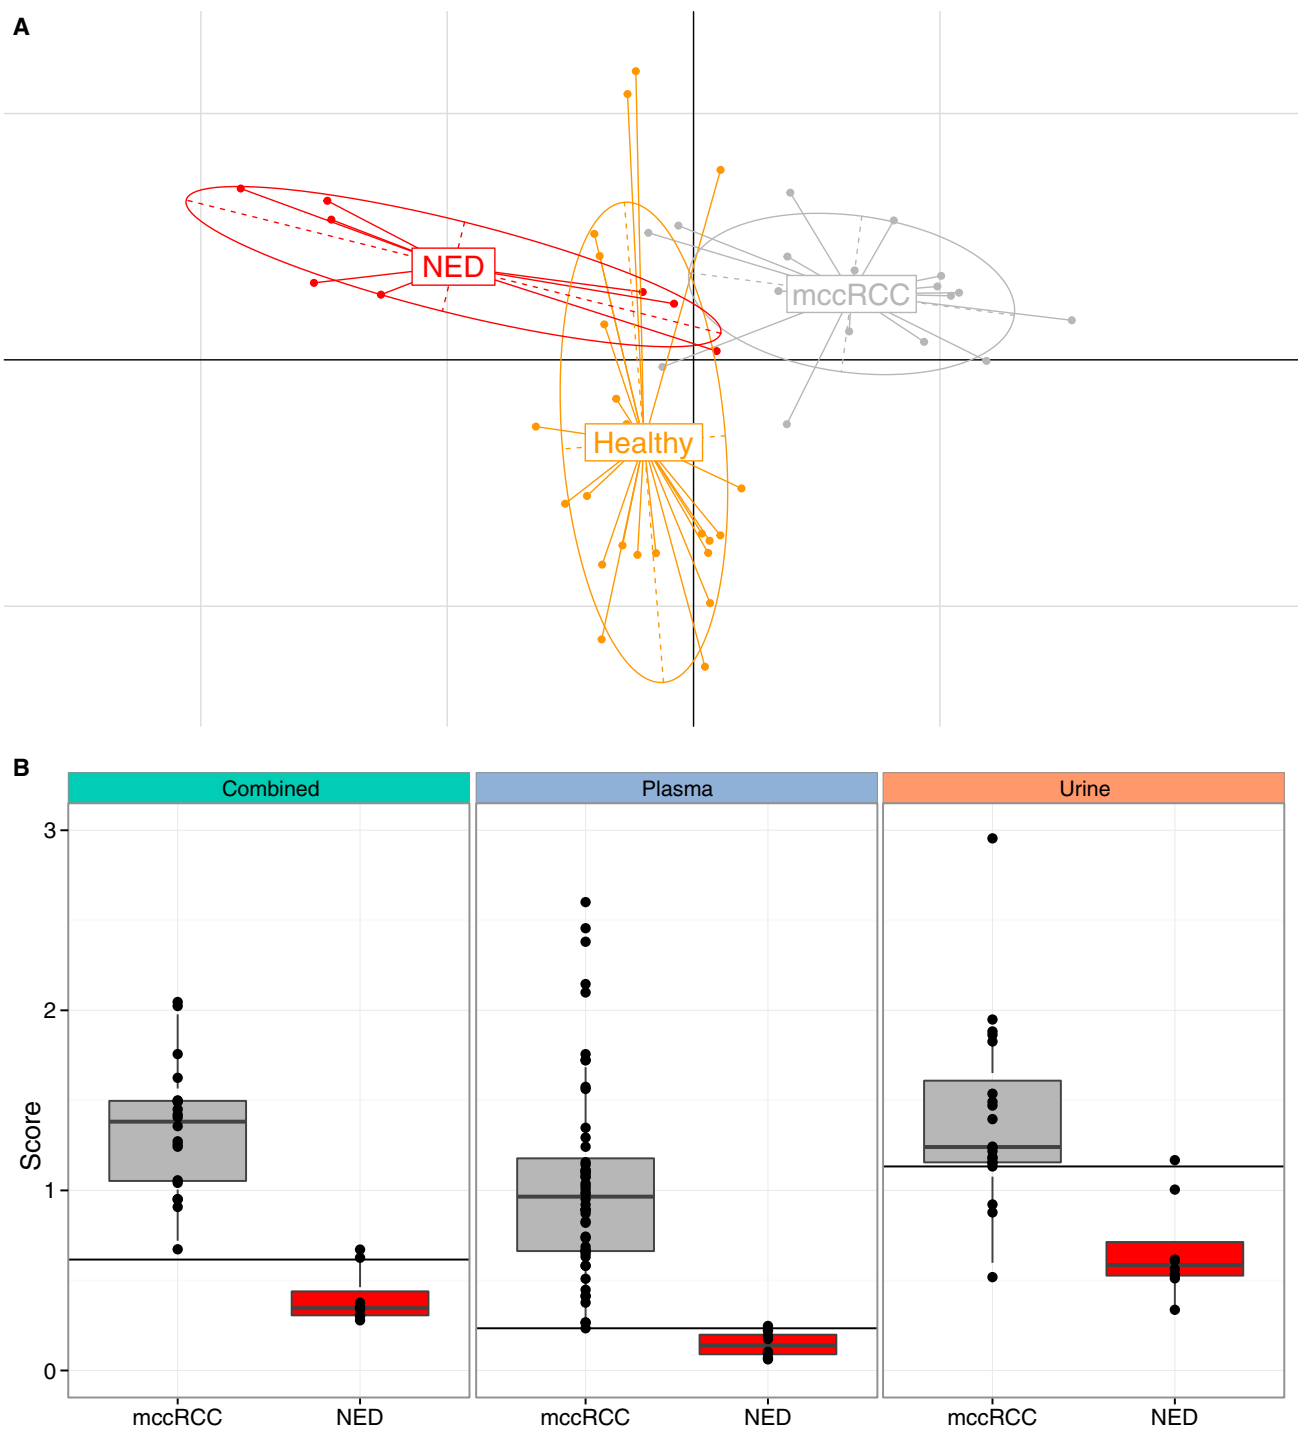 A
NED
mccRCC
Healthy
B
Combined Plasma Urine
3
2
1
0
Score
mccRCC NED mccRCC NED mccRCC NED